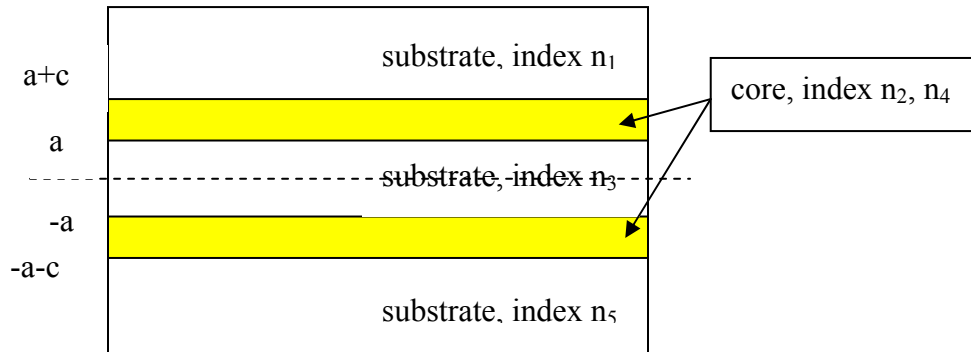 substrate, index n₁
a+c
core, index n₂, n₄
a
substrate, index n₃
-a
-a-c
substrate, index n₅